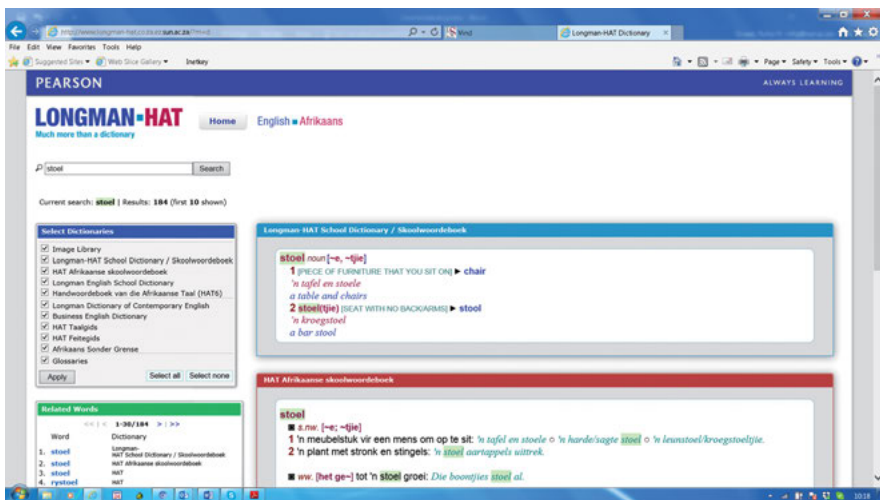 Vind
Longman-HAT Dictionary
File Edit View Favorites Tools Help
Suggested Sites Web Slice Gallery Inetkey
Page Safety Tools
PEARSON
ALWAYS LEARNING
LONGMAN-HAT
Much more than a dictionary
Home
English Afrikaans
stoel
Search
Current search: stoel | Results: 184 (first 10 shown)
Select Dictionaries
Image Library
Longman-HAT School Dictionary / Skoolwoordeboek
HAT Afrikaanse skoolwoordeboek
Longman English School Dictionary
Handwoordeboek van die Afrikaanse Taal (HAT6)
Longman Dictionary of Contemporary English
Business English Dictionary
HAT Taalgids
HAT Feitegids
Afrikaans Sonder Grense
Glossaries
Apply
Select all
Select none
Related Words
<< | < 1-30/184 > | >>
Word Dictionary
1. stoel Longman-HAT School Dictionary / Skoolwoordeboek
2. stoel HAT Afrikaanse skoolwoordeboek
3. stoel HAT
4. rystoel HAT
Longman-HAT School Dictionary / Skoolwoordeboek
stoel noun [~e, ~tjie]
1 [PIECE OF FURNITURE THAT YOU SIT ON] ► chair
'n tafel en stoele
a table and chairs
2 stoel(tjie) [SEAT WITH NO BACK/ARMS] ► stool
'n kroegstoel
a bar stool
HAT Afrikaanse skoolwoordeboek
stoel
■ s.nw. [~e; ~tjie]
1 'n meubelstuk vir een mens om op te sit: 'n tafel en stoele ○ 'n harde/sagte stoel ○ 'n leunstoel/kroegstoeltjie.
2 'n plant met stronk en stingels: 'n stoel aartappels uittrek.
■ ww. [het ge~] tot 'n stoel groei: Die boontjies stoel al.
10:18